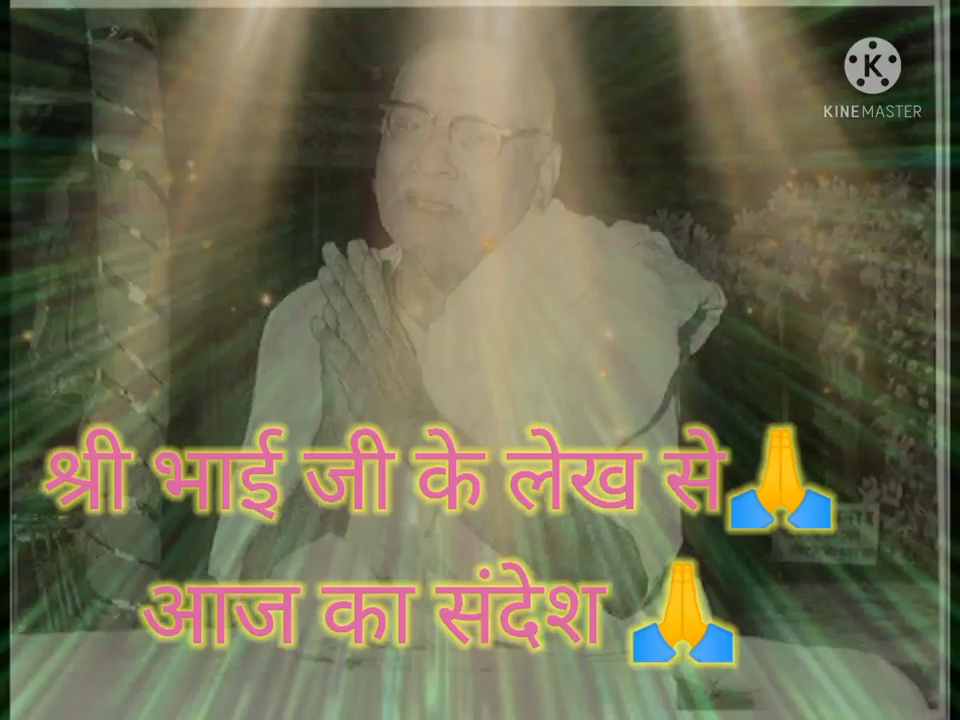 KINEMASTER
श्री भाई जी के लेख से🙏
आज का संदेश 🙏